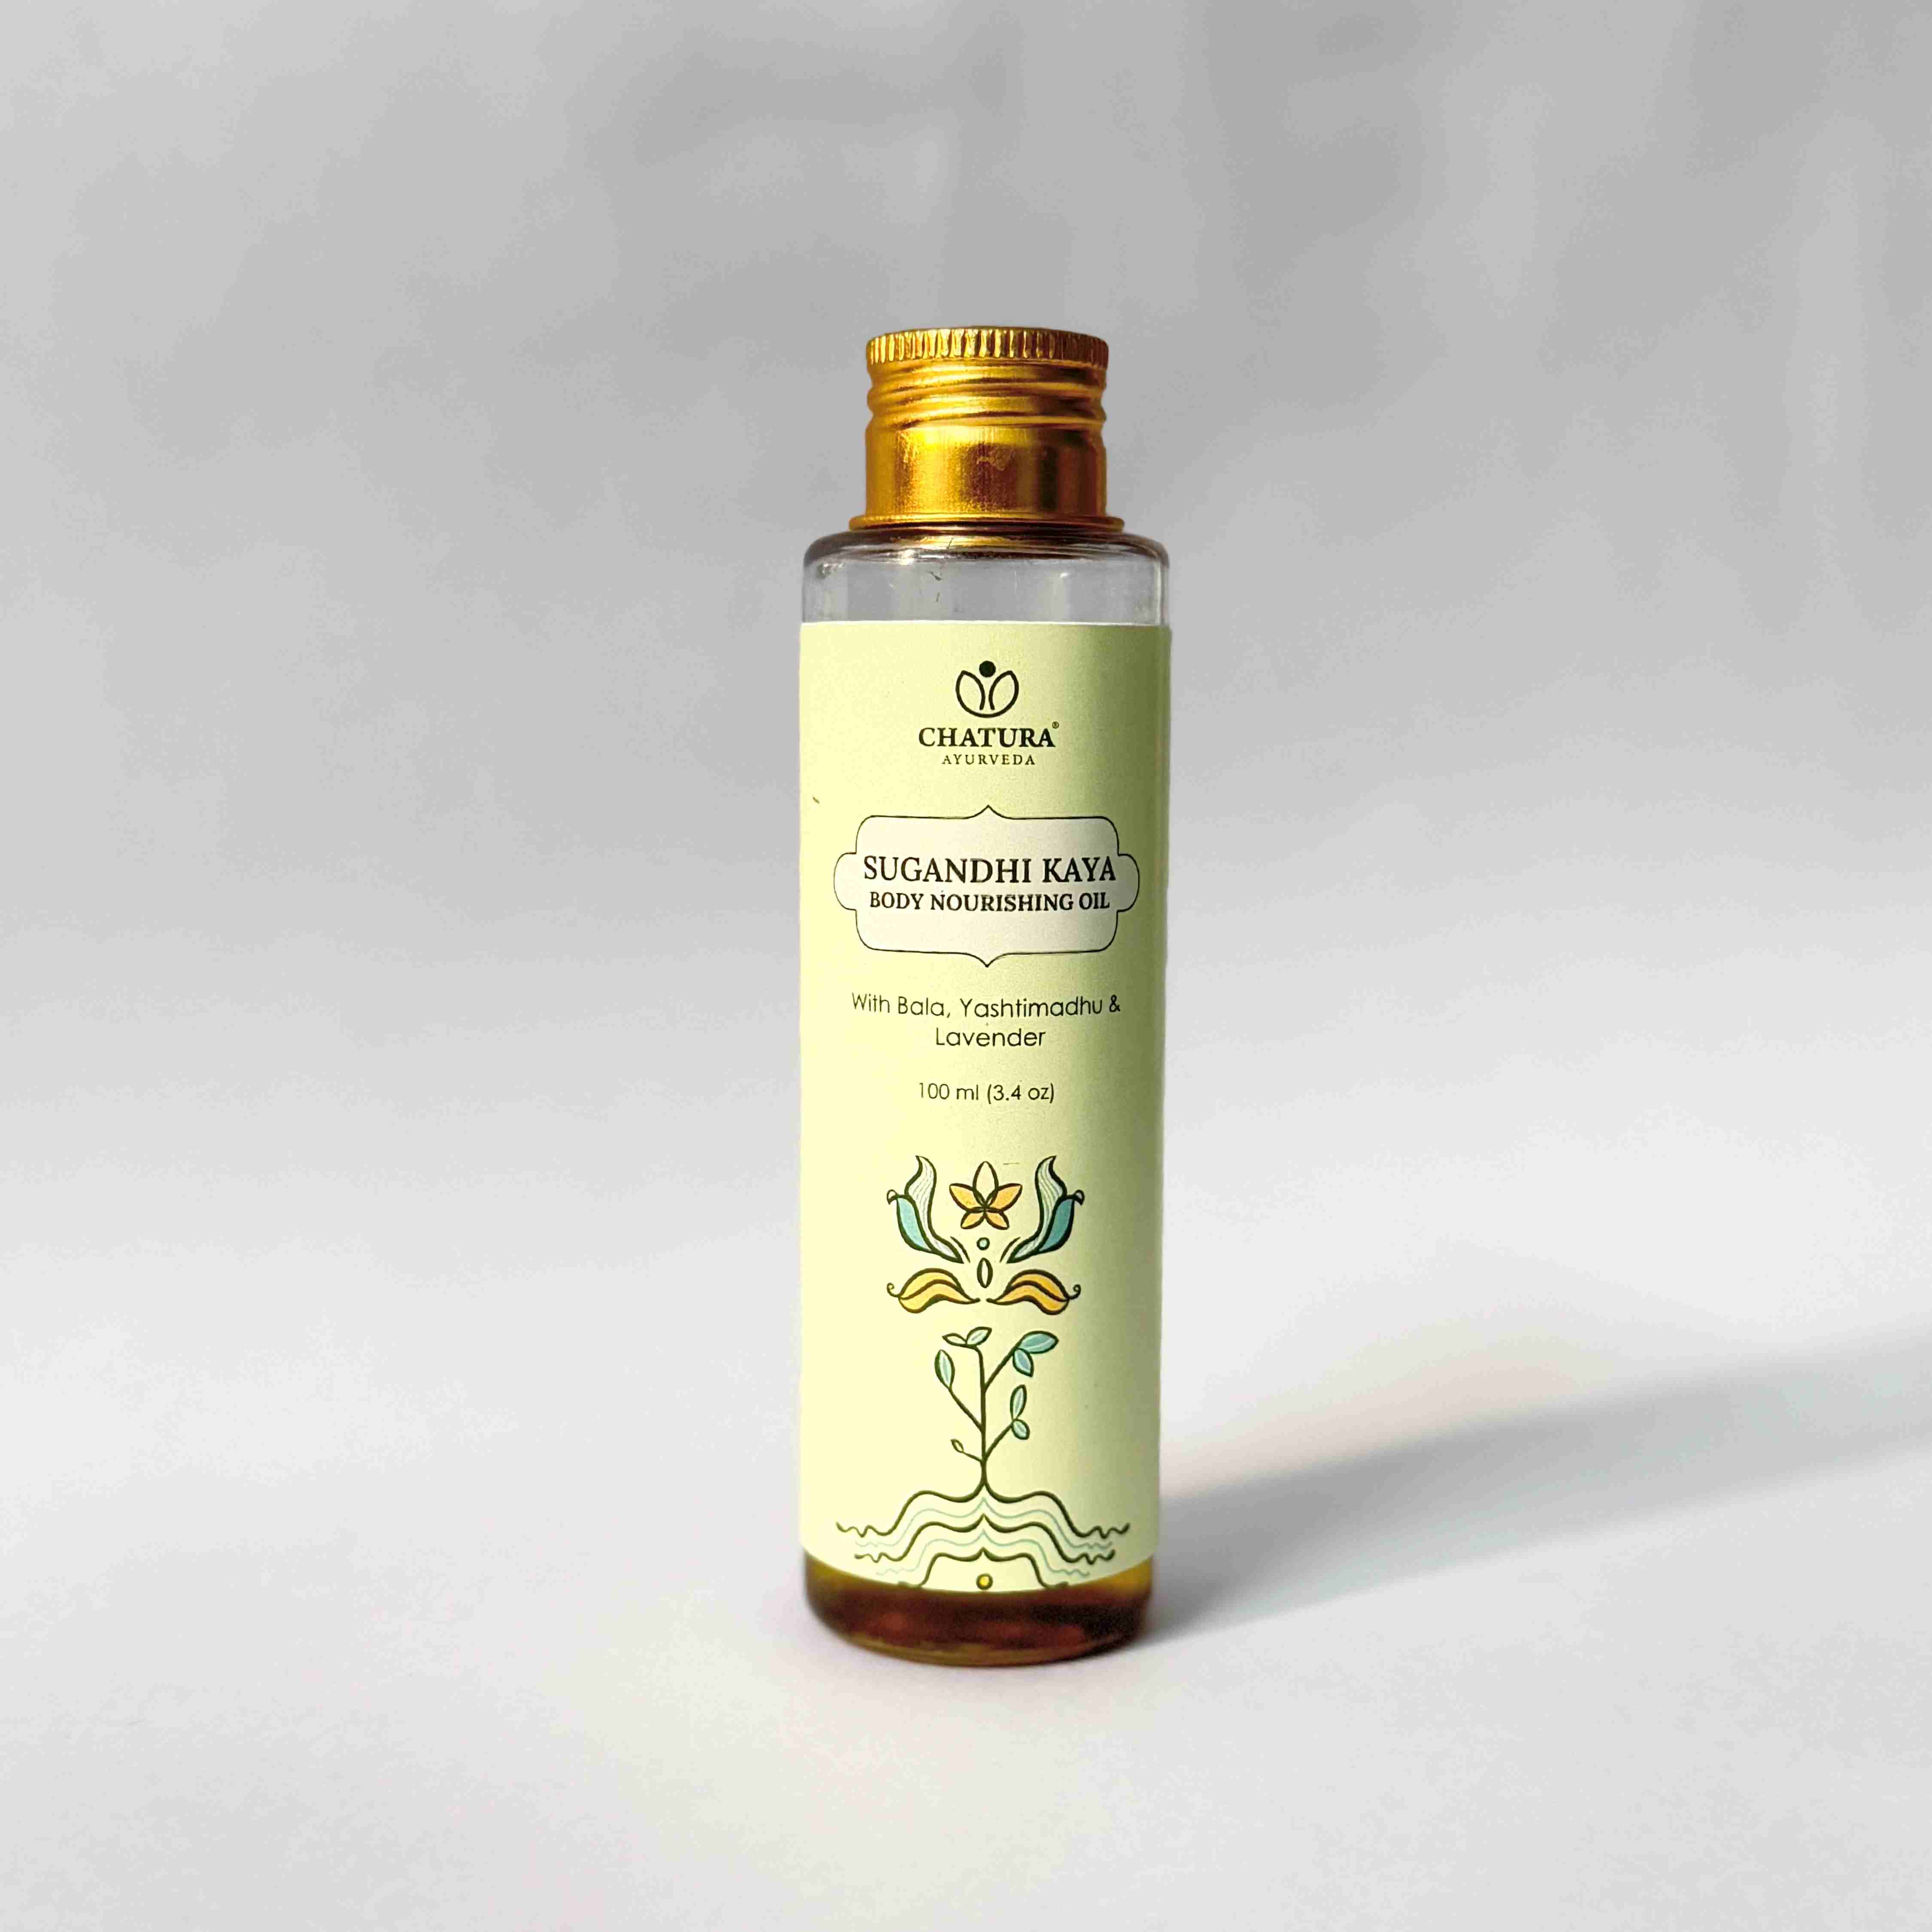 CHATURA®
AYURVEDA
SUGANDHI KAYA
BODY NOURISHING OIL
With Bala, Yashtimadhu &
Lavender
100 ml (3.4 oz)